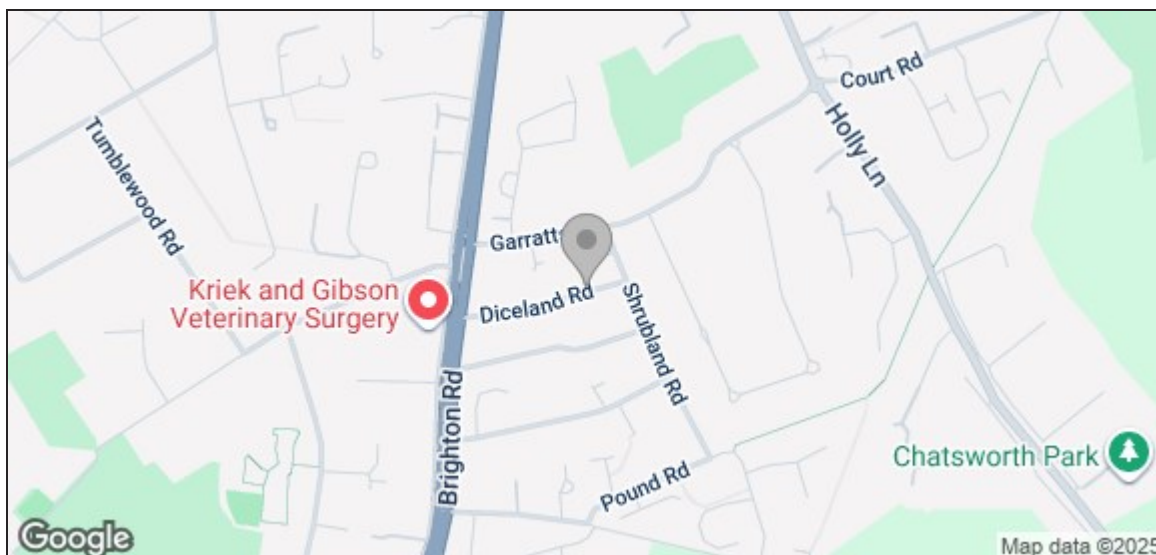 Court Rd
Tumblewood Rd
Holly Ln
Garratt
Kriek and Gibson
Veterinary Surgery
Diceland Rd
Shrubland Rd
Brighton Rd
Chatsworth Park
Pound Rd
Google
Map data ©2025